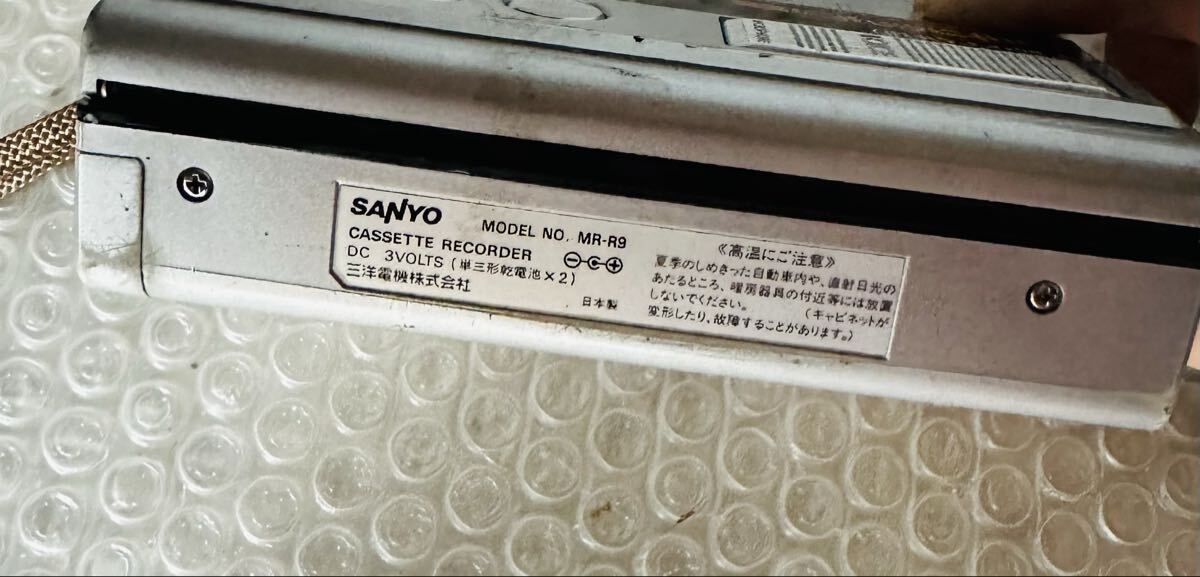 SANYO MODEL NO. MR-R9
CASSETTE RECORDER
DC 3VOLTS (単三形乾電池×2)
三洋電機株式会社
日本製
《高温にご注意》
夏季のしめきった自動車内や、直射日光の
あたるところ、暖房器具の付近等には放置
しないでください。 (キャビネットが
変形したり、故障することがあります。)